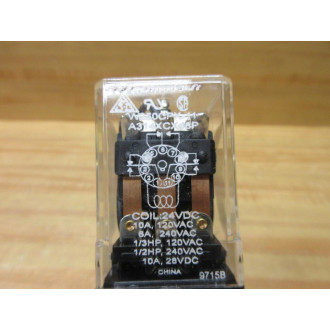 COIL:24VDC
10A, 120VAC
8A, 240VAC
1/3HP, 120VAC
1/2HP, 240VAC
10A, 28VDC
CHINA
9715B